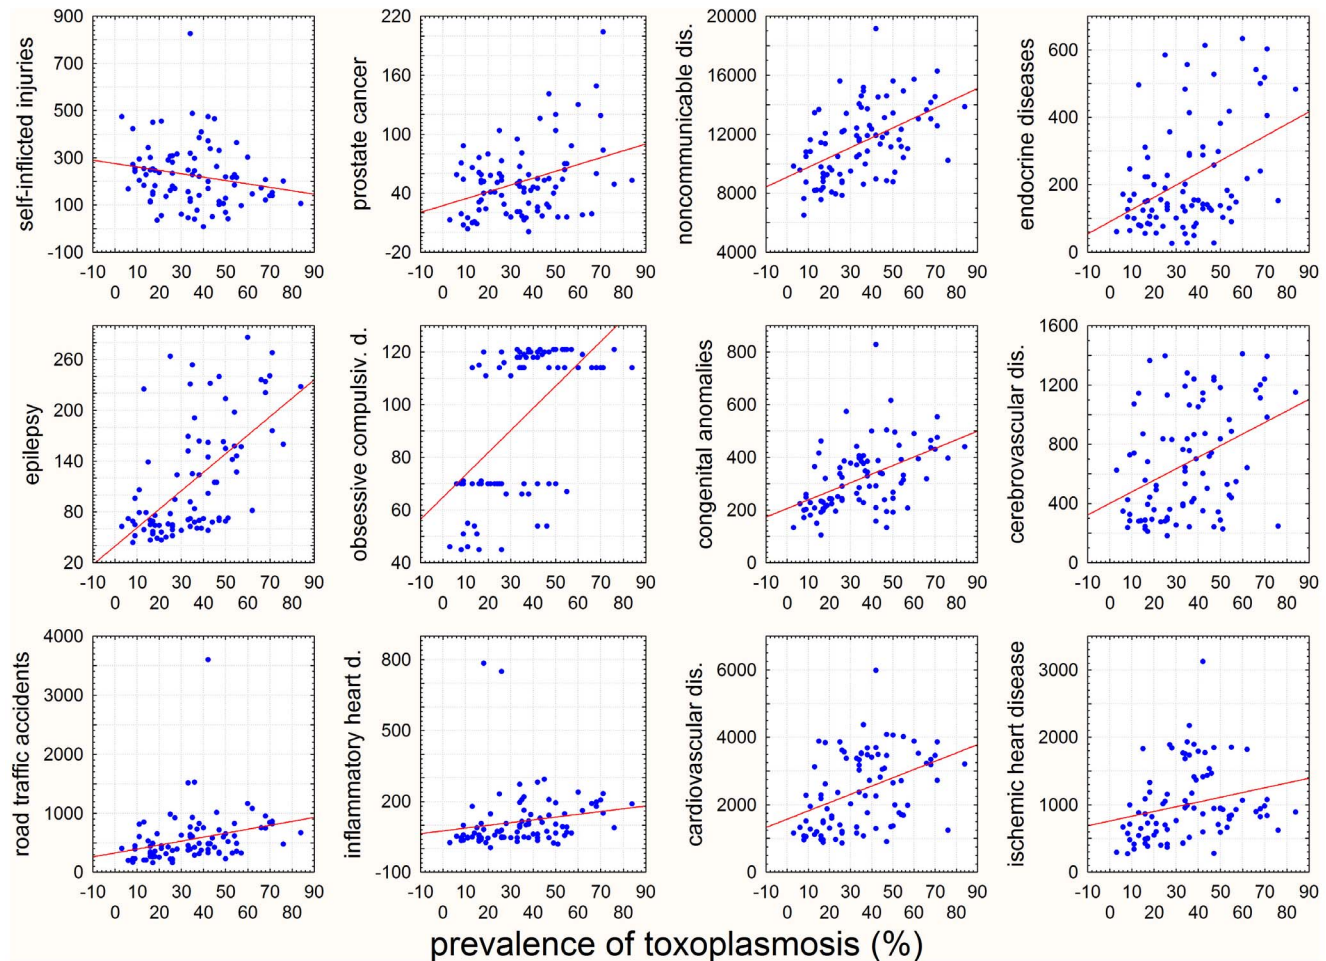 self-inflicted injuries
900
700
500
300
100
-100
-10 10 30 50 70 90
0 20 40 60 80
prostate cancer
220
160
100
40
-20
-10 10 30 50 70 90
0 20 40 60 80
noncommunicable dis.
20000
16000
12000
8000
4000
-10 10 30 50 70 90
0 20 40 60 80
endocrine diseases
600
400
200
0
-10 10 30 50 70 90
0 20 40 60 80
epilepsy
260
200
140
80
20
-10 10 30 50 70 90
0 20 40 60 80
obsessive compulsiv. d.
120
100
80
60
40
-10 10 30 50 70 90
0 20 40 60 80
congenital anomalies
800
600
400
200
0
-10 10 30 50 70 90
0 20 40 60 80
cerebrovascular dis.
1600
1200
800
400
0
-10 10 30 50 70 90
0 20 40 60 80
road traffic accidents
4000
3000
2000
1000
0
-10 10 30 50 70 90
0 20 40 60 80
inflammatory heart d.
800
500
200
-100
-10 10 30 50 70 90
0 20 40 60 80
cardiovascular dis.
6000
4000
2000
0
-10 10 30 50 70 90
0 20 40 60 80
ischemic heart disease
3000
2000
1000
0
-10 10 30 50 70 90
0 20 40 60 80
prevalence of toxoplasmosis (%)